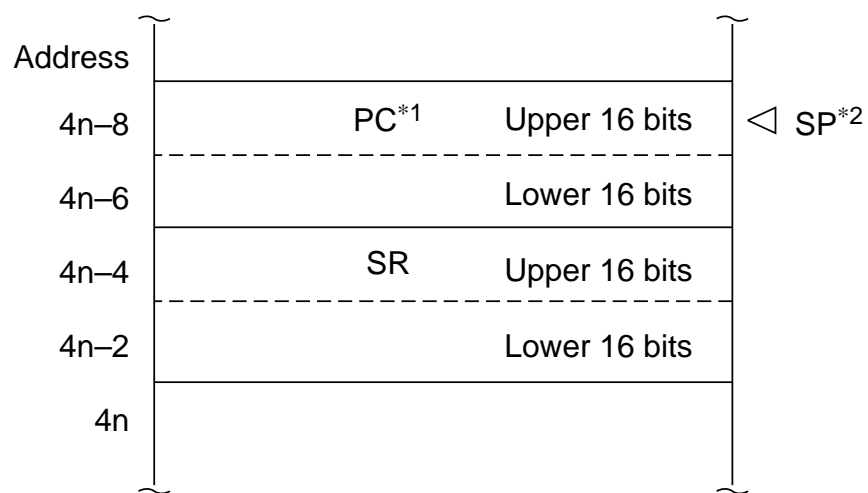 Address
4n–8 PC*1 Upper 16 bits SP*2
4n–6 Lower 16 bits
4n–4 SR Upper 16 bits
4n–2 Lower 16 bits
4n